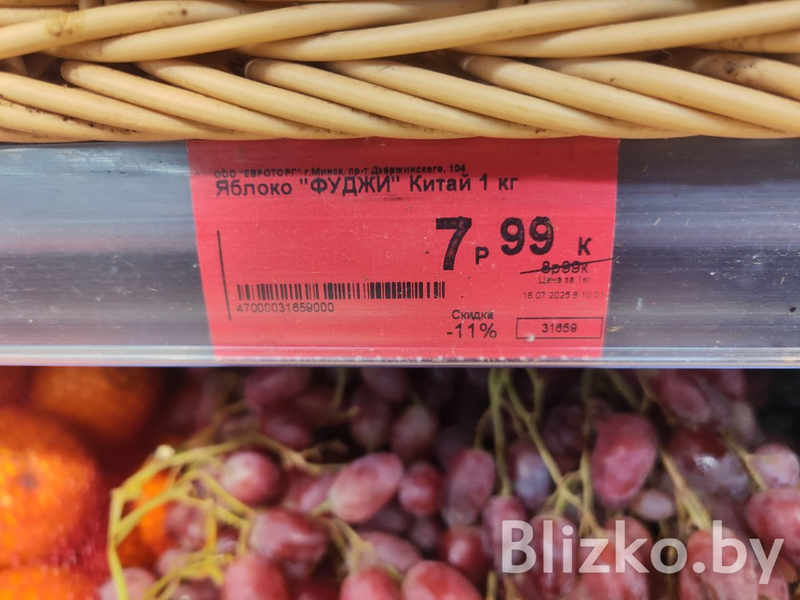 ООО "ЕВРОТОРГ" г.Минск, пр-т Дзержинского, 104
Яблоко "ФУДЖИ" Китай 1 кг
7 Р 99 К
8р99к
Цена за 1кг
16.07.2025 8:10:01
47000031659000
Скидка
-11%
31659
Blizko.by